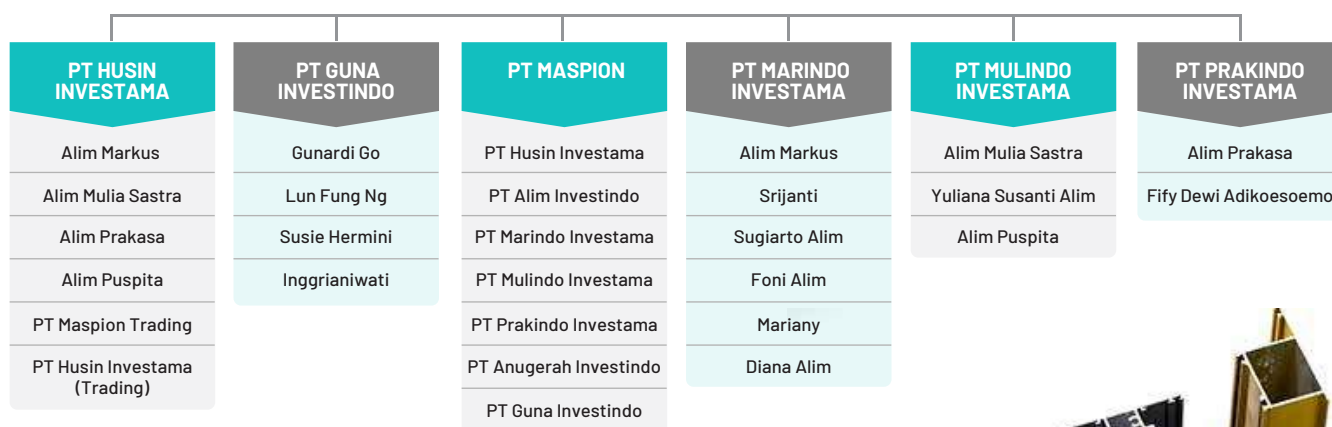 PT HUSIN
INVESTAMA
Alim Markus
Alim Mulia Sastra
Alim Prakasa
Alim Puspita
PT Maspion Trading
PT Husin Investama
(Trading)
PT GUNA
INVESTINDO
Gunardi Go
Lun Fung Ng
Susie Hermini
Inggrianiwati
PT MASPION
PT Husin Investama
PT Alim Investindo
PT Marindo Investama
PT Mulindo Investama
PT Prakindo Investama
PT Anugerah Investindo
PT Guna Investindo
PT MARINDO
INVESTAMA
Alim Markus
Srijanti
Sugiarto Alim
Foni Alim
Mariany
Diana Alim
PT MULINDO
INVESTAMA
Alim Mulia Sastra
Yuliana Susanti Alim
Alim Puspita
PT PRAKINDO
INVESTAMA
Alim Prakasa
Fify Dewi Adikoesoemo